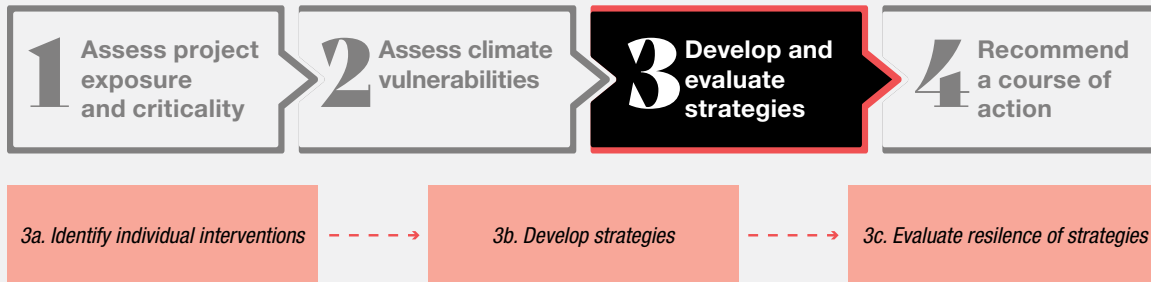 1
Assess project
exposure
and criticality
2
Assess climate
vulnerabilities
3
Develop and
evaluate
strategies
4
Recommend
a course of
action
3a. Identify individual interventions
3b. Develop strategies
3c. Evaluate resilence of strategies